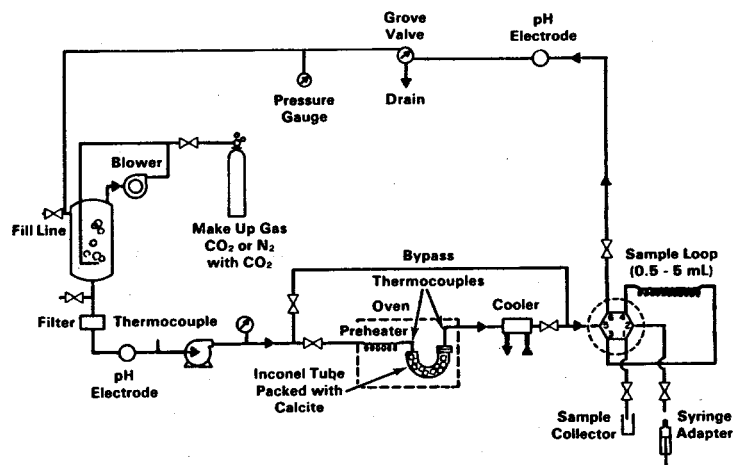 Grove
Valve
pH
Electrode
Pressure
Gauge
Drain
Blower
Fill Line
Make Up Gas
CO₂ or N₂
with CO₂
Bypass
Sample Loop
(0.5 - 5 mL)
Thermocouples
Oven
Cooler
Filter
Thermocouple
Preheater
pH
Electrode
Inconel Tube
Packed with
Calcite
Sample
Collector
Syringe
Adapter